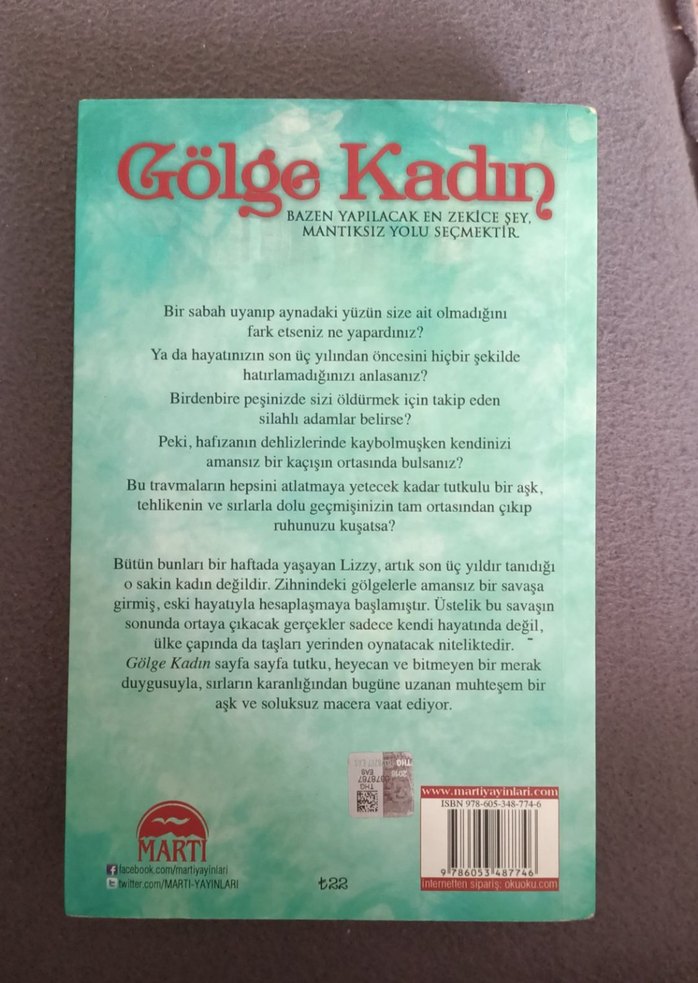 Gölge Kadın
BAZEN YAPILACAK EN ZEKİCE ŞEY,
MANTIKSIZ YOLU SEÇMEKTİR.
Bir sabah uyanıp aynadaki yüzün size ait olmadığını
fark etseniz ne yapardınız?
Ya da hayatınızın son üç yılından öncesini hiçbir şekilde
hatırlamadığınızı anlasanız?
Birdenbire peşinizde sizi öldürmek için takip eden
silahlı adamlar belirse?
Peki, hafızanın dehlizlerinde kaybolmuşken kendinizi
amansız bir kaçışın ortasında bulsanız?
Bu travmaların hepsini atlatmaya yetecek kadar tutkulu bir aşk,
tehlikenin ve sırlarla dolu geçmişinizin tam ortasından çıkıp
ruhunuzu kuşatsa?
Bütün bunları bir haftada yaşayan Lizzy, artık son üç yıldır tanıdığı
o sakin kadın değildir. Zihnindeki gölgelerle amansız bir savaşa
girmiş, eski hayatıyla hesaplaşmaya başlamıştır. Üstelik bu savaşın
sonunda ortaya çıkacak gerçekler sadece kendi hayatında değil,
ülke çapında da taşları yerinden oynatacak niteliktedir.
Gölge Kadın sayfa sayfa tutku, heyecan ve bitmeyen bir merak
duygusuyla, sırların karanlığından bugüne uzanan muhteşem bir
aşk ve soluksuz macera vaat ediyor.
MARTI
facebook.com/martiyayinlari
twitter.com/MARTI-YAYINLARI
₺22
THG
EA8
2016
www.martiyayinlari.com
ISBN 978-605-348-774-6
9 786053 487746
internetten sipariş: okuoku.com